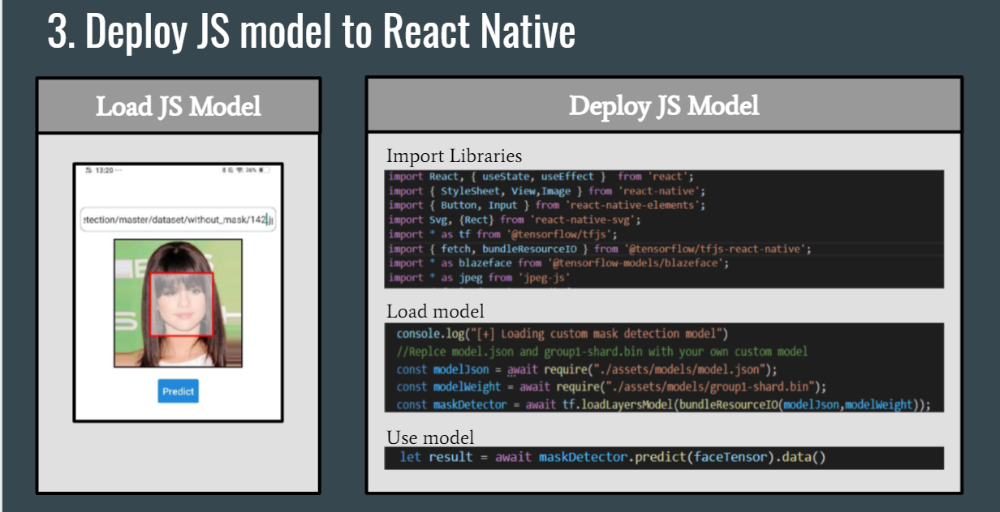 3. Deploy JS model to React Native
Load JS Model
13:20 ···
36%
etection/master/dataset/without_mask/142.j
Predict
Deploy JS Model
Import Libraries
import React, { useState, useEffect }  from 'react';
import { StyleSheet, View,Image } from 'react-native';
import { Button, Input } from 'react-native-elements';
import Svg, {Rect} from 'react-native-svg';
import * as tf from '@tensorflow/tfjs';
import { fetch, bundleResourceIO } from '@tensorflow/tfjs-react-native';
import * as blazeface from '@tensorflow-models/blazeface';
import * as jpeg from 'jpeg-js'
Load model
console.log("[+] Loading custom mask detection model")
//Replce model.json and group1-shard.bin with your own custom model
const modelJson = await require("./assets/models/model.json");
const modelWeight = await require("./assets/models/group1-shard.bin");
const maskDetector = await tf.loadLayersModel(bundleResourceIO(modelJson,modelWeight));
Use model
let result = await maskDetector.predict(faceTensor).data()